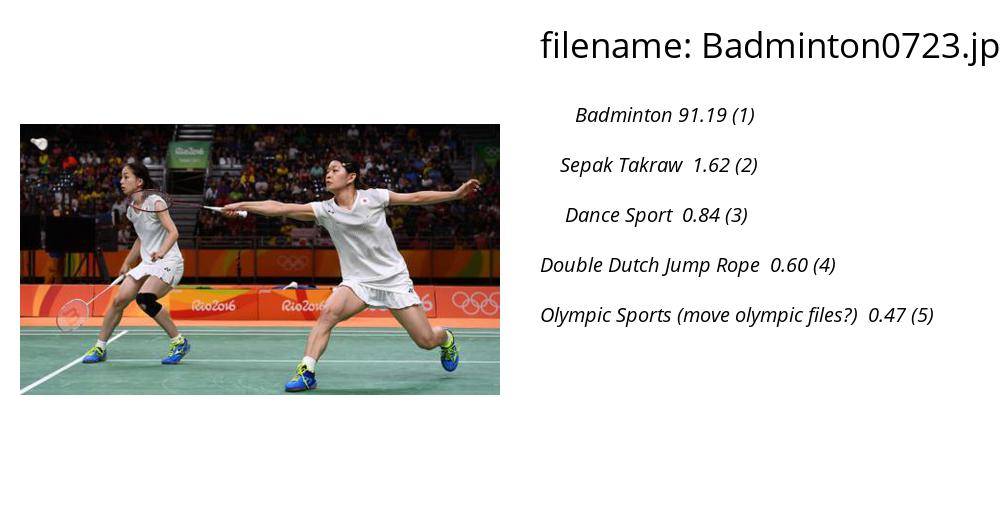 filename: Badminton0723.jp
Badminton 91.19 (1)
Sepak Takraw 1.62 (2)
Dance Sport 0.84 (3)
Double Dutch Jump Rope 0.60 (4)
Olympic Sports (move olympic files?) 0.47 (5)
Rio2016
Rio2016
Rio2016